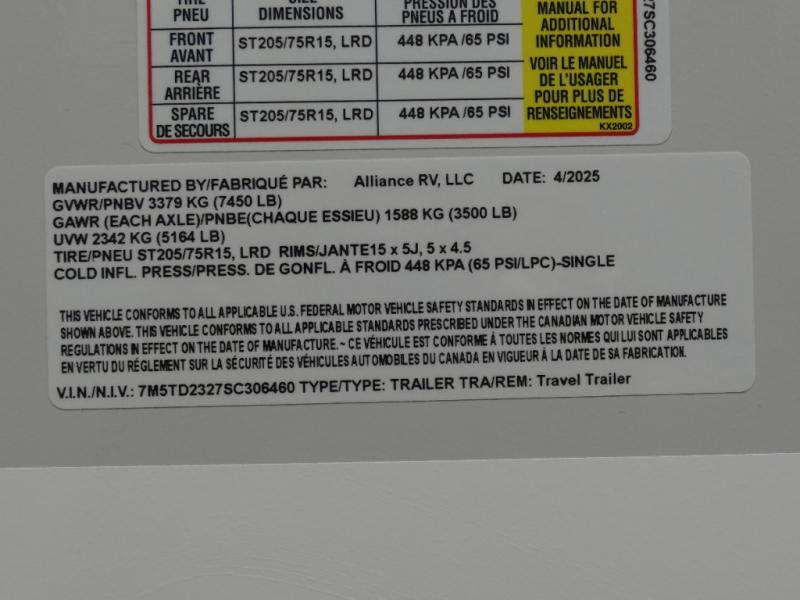 TIRE
PNEU
SIZE
DIMENSIONS
PRESSION DES
PNEUS A FROID
MANUAL FOR
ADDITIONAL
INFORMATION
VOIR LE MANUEL
DE L'USAGER
POUR PLUS DE
RENSEIGNEMENTS
KX2002
7SC306460
FRONT
AVANT
ST205/75R15, LRD
448 KPA /65 PSI
REAR
ARRIÈRE
ST205/75R15, LRD
448 KPA /65 PSI
SPARE
DE SECOURS
ST205/75R15, LRD
448 KPA /65 PSI
MANUFACTURED BY/FABRIQUÉ PAR: Alliance RV, LLC DATE: 4/2025
GVWR/PNBV 3379 KG (7450 LB)
GAWR (EACH AXLE)/PNBE(CHAQUE ESSIEU) 1588 KG (3500 LB)
UVW 2342 KG (5164 LB)
TIRE/PNEU ST205/75R15, LRD RIMS/JANTE15 x 5J, 5 x 4.5
COLD INFL. PRESS/PRESS. DE GONFL. À FROID 448 KPA (65 PSI/LPC)-SINGLE
THIS VEHICLE CONFORMS TO ALL APPLICABLE U.S. FEDERAL MOTOR VEHICLE SAFETY STANDARDS IN EFFECT ON THE DATE OF MANUFACTURE
SHOWN ABOVE. THIS VEHICLE CONFORMS TO ALL APPLICABLE STANDARDS PRESCRIBED UNDER THE CANADIAN MOTOR VEHICLE SAFETY
REGULATIONS IN EFFECT ON THE DATE OF MANUFACTURE.~ CE VÉHICULE EST CONFORME À TOUTES LES NORMES QUI LUI SONT APPLICABLES
EN VERTU DU RÉGLEMENT SUR LA SÉCURITÉ DES VÉHICULES AUTOMOBILES DU CANADA EN VIGUEUR À LA DATE DE SA FABRICATION.
V.I.N./N.I.V.: 7M5TD2327SC306460 TYPE/TYPE: TRAILER TRA/REM: Travel Trailer